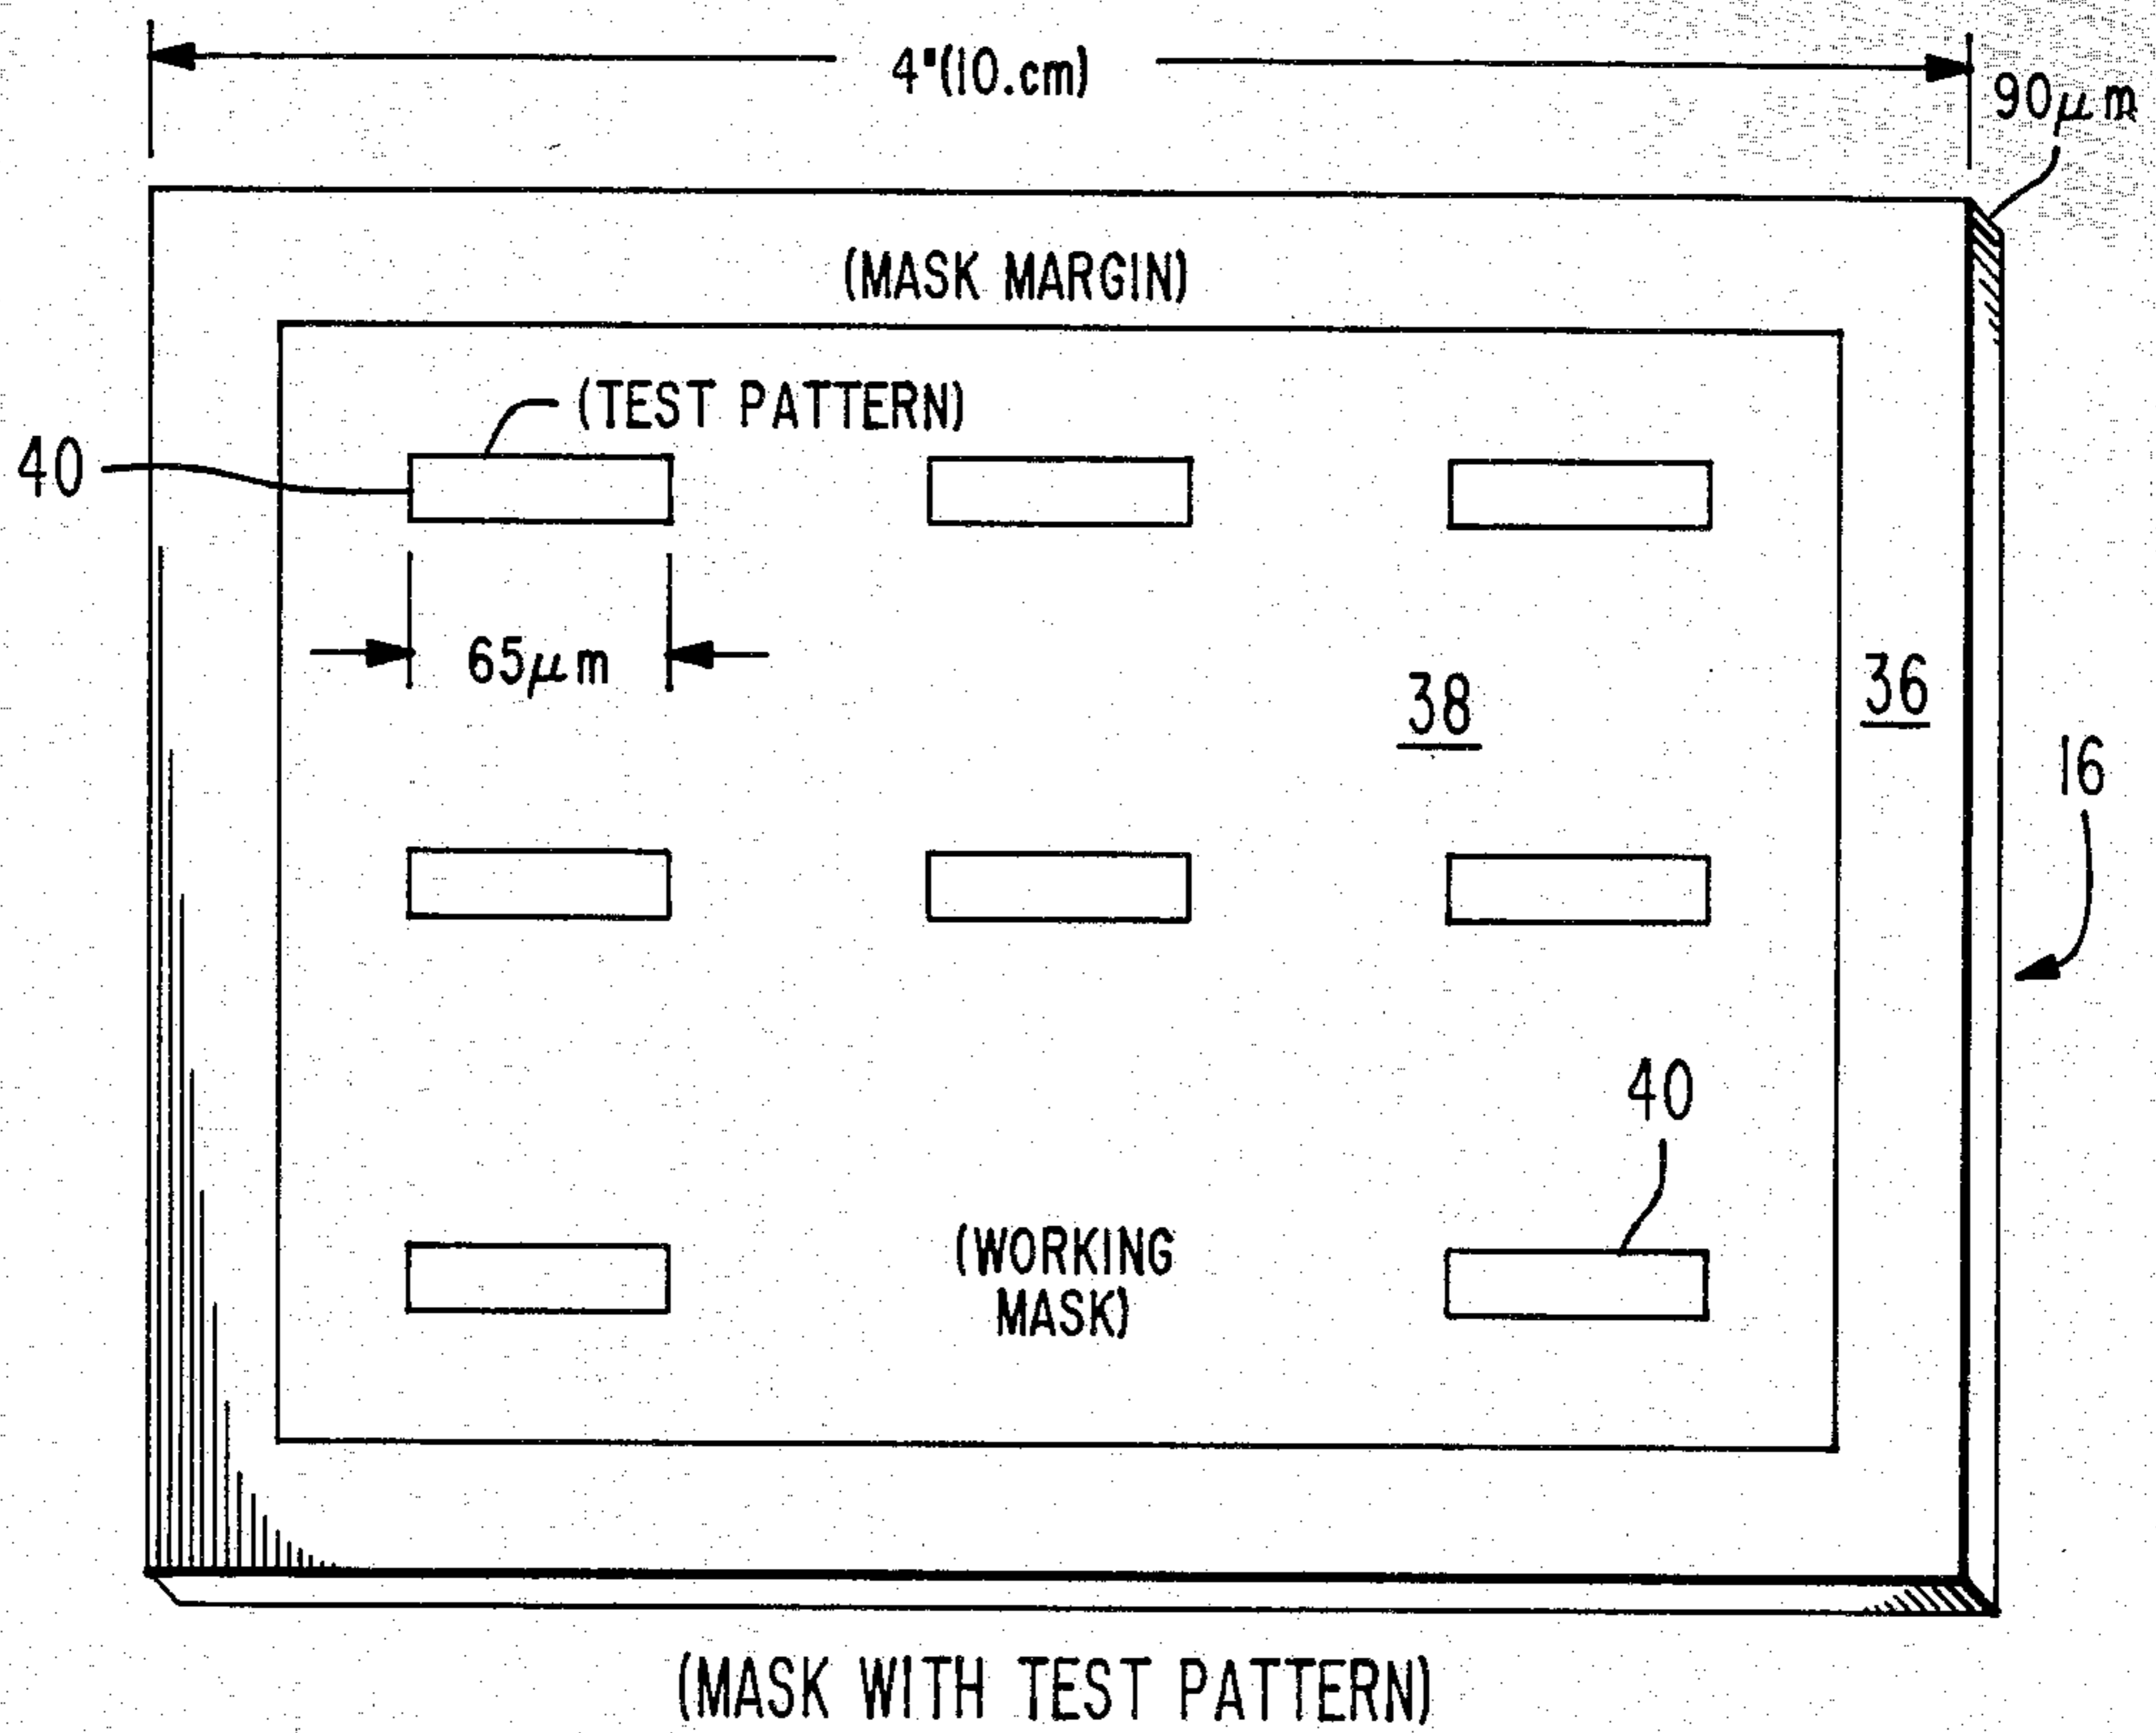 4"(10.cm)
90μm
(MASK MARGIN)
(TEST PATTERN)
40
65μm
38
36
16
40
(WORKING
MASK)
(MASK WITH TEST PATTERN)